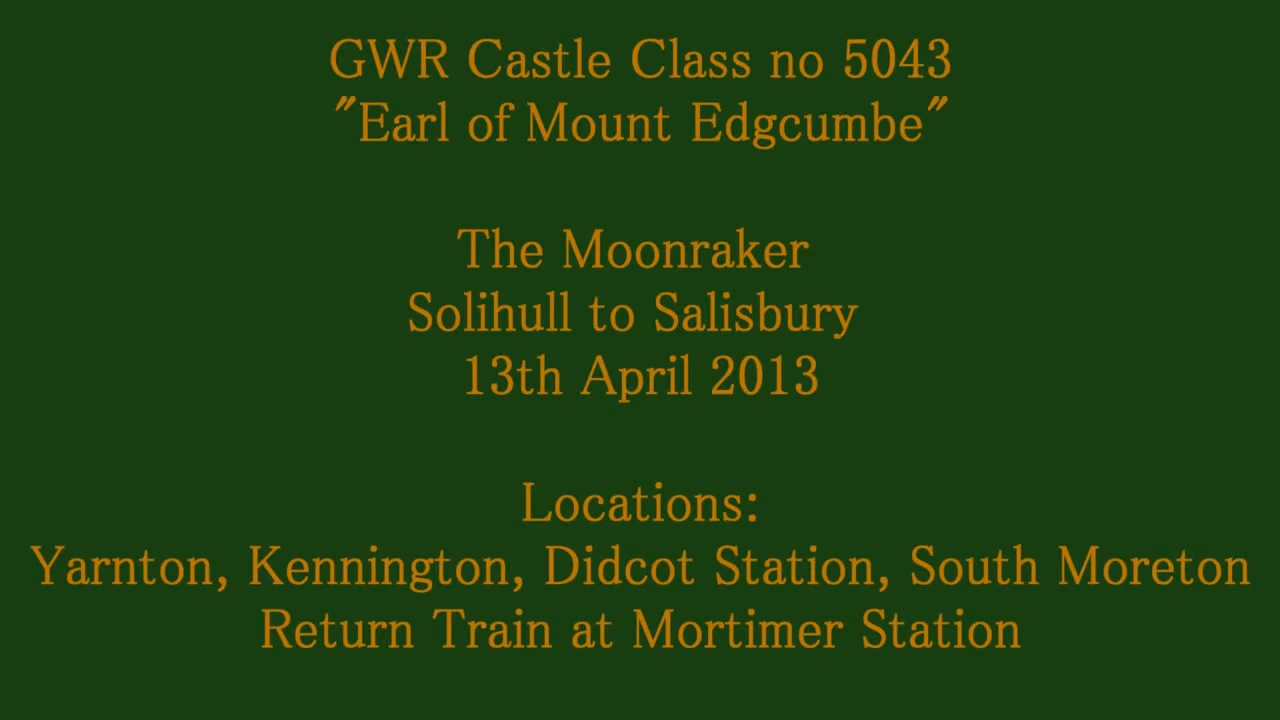 GWR Castle Class no 5043
"Earl of Mount Edgcumbe"
The Moonraker
Solihull to Salisbury
13th April 2013
Locations:
Yarnton, Kennington, Didcot Station, South Moreton
Return Train at Mortimer Station